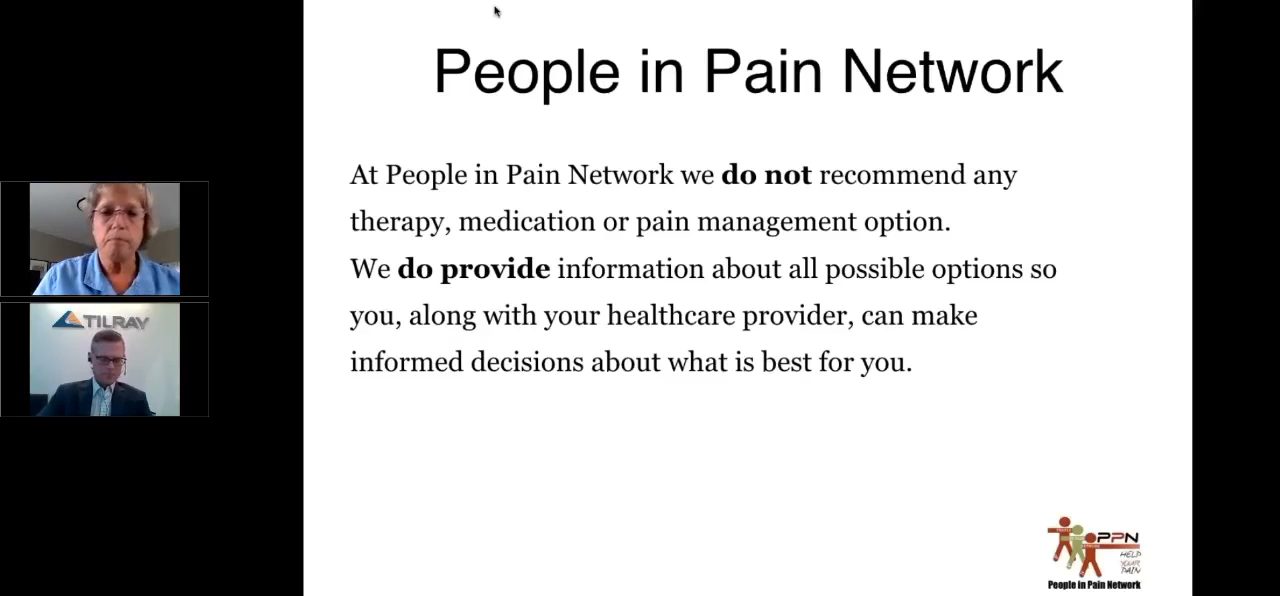 People in Pain Network
At People in Pain Network we do not recommend any
therapy, medication or pain management option.
We do provide information about all possible options so
you, along with your healthcare provider, can make
informed decisions about what is best for you.
TILRAY
PPN
HELP
YOUR
PAIN
People in Pain Network